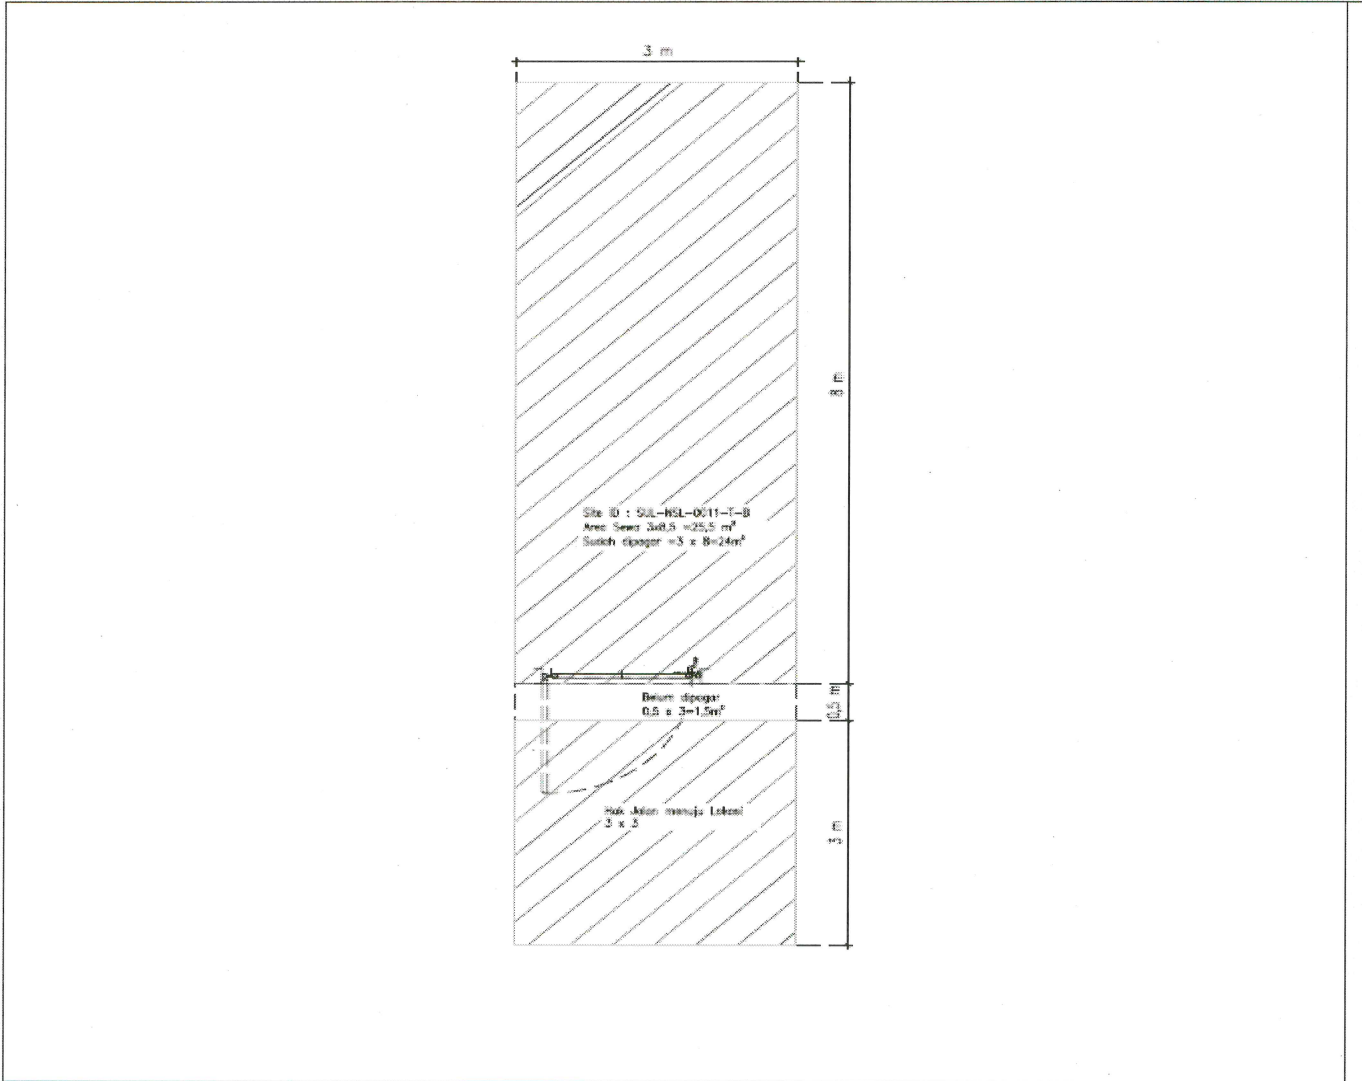 3 m
8 m
Site ID : SUL-MSL-0011-T-B
Area Sewa 3x8,5 =25,5 m²
Sudah dipagar =3 x 8=24m²
Belum dipagar
0,5 x 3=1,5m²
0,5 m
Hak Jalan menuju Lokasi
3 x 3
3 m